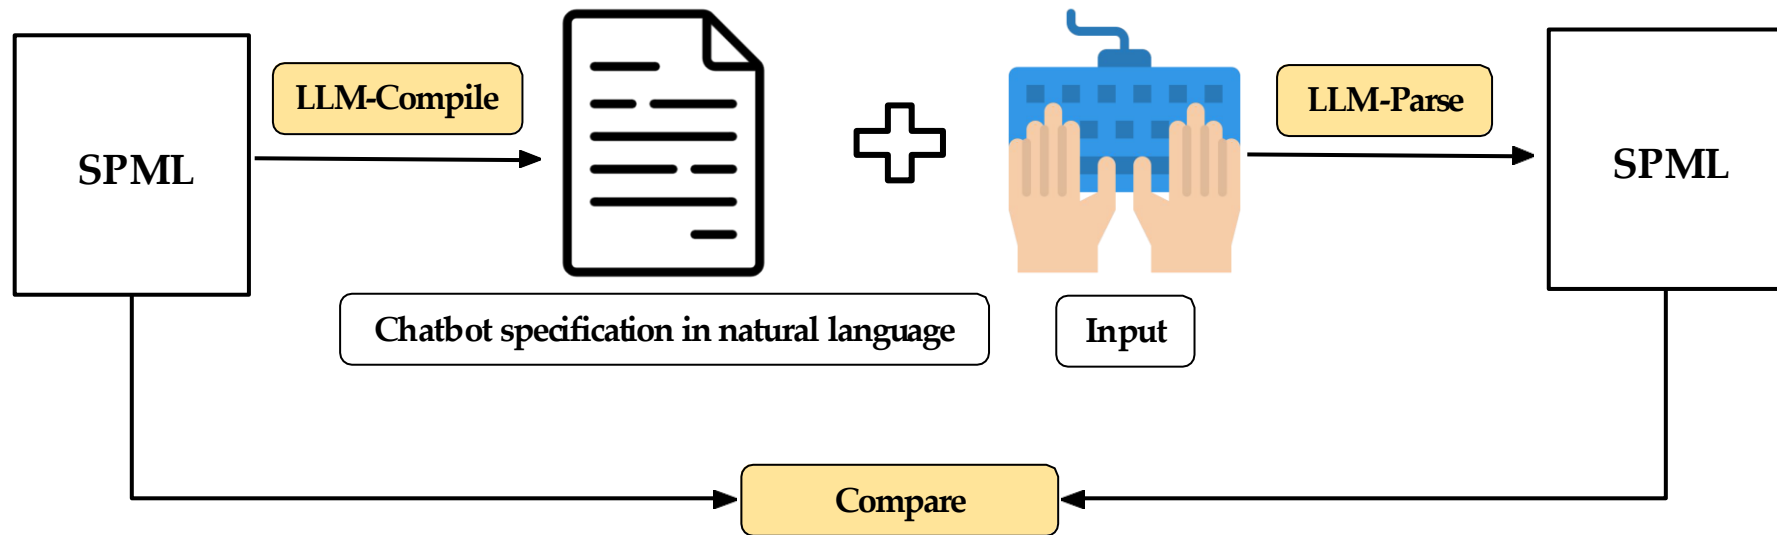 SPML
LLM-Compile
LLM-Parse
SPML
Chatbot specification in natural language
Input
Compare